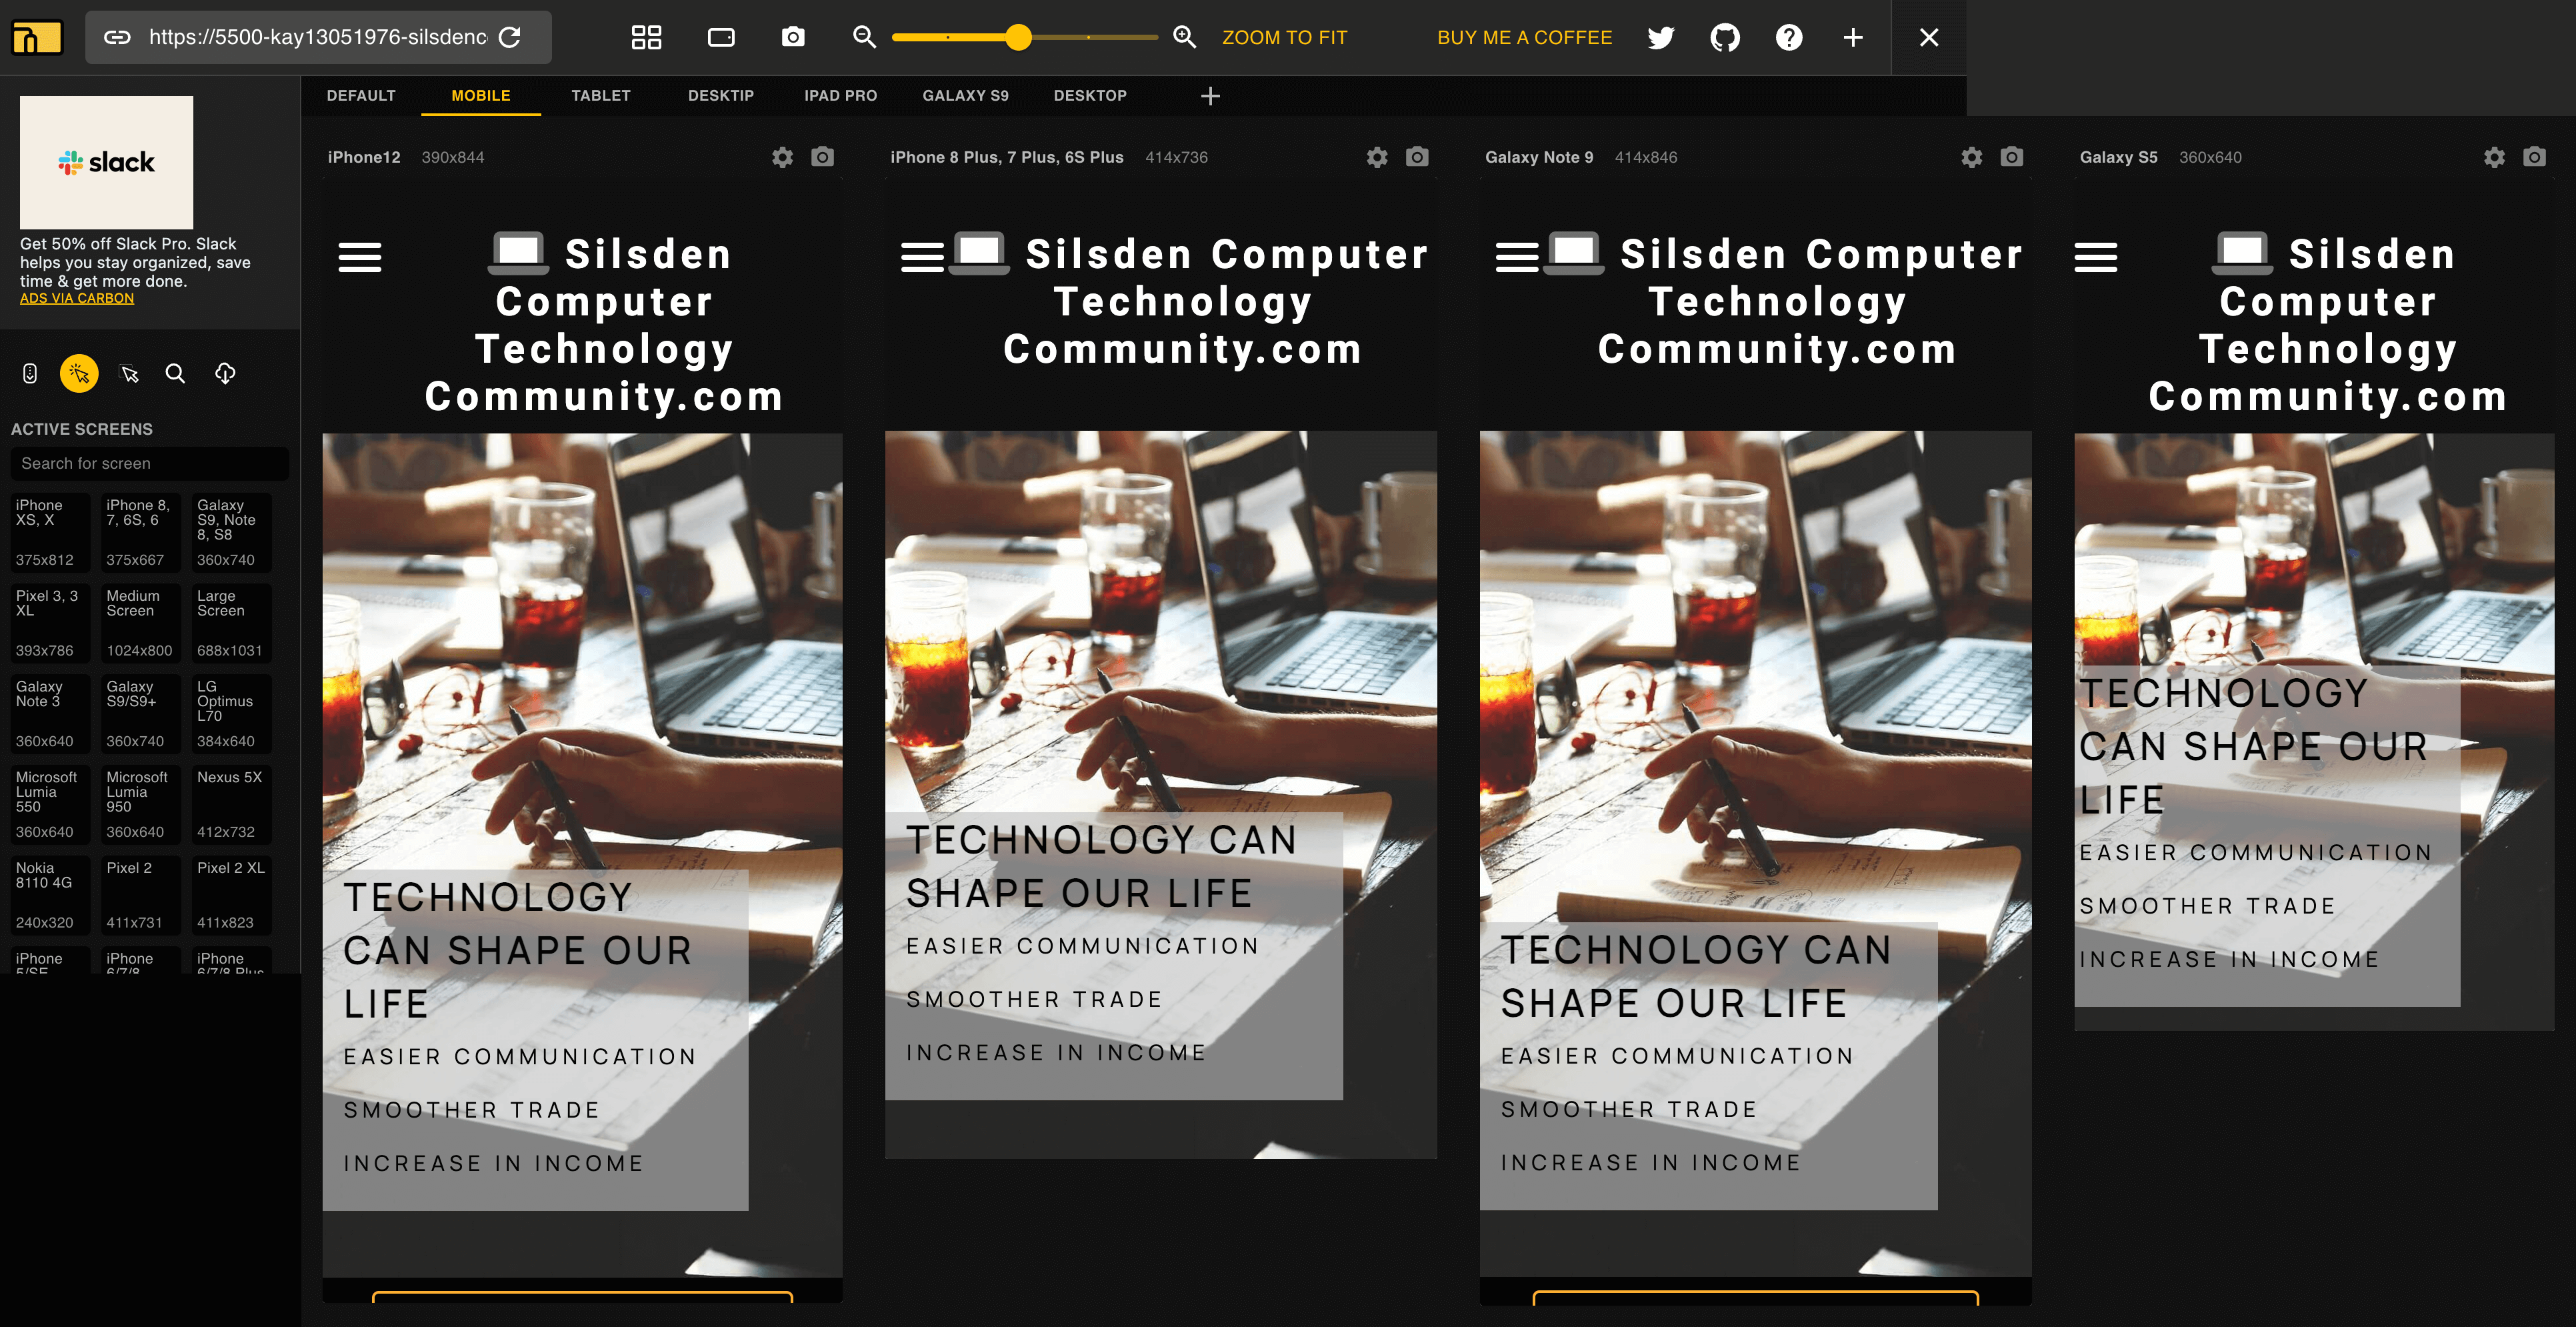 https://5500-kay13051976-silsdenc
ZOOM TO FIT
BUY ME A COFFEE
slack
Get 50% off Slack Pro. Slack
helps you stay organized, save
time & get more done.
ADS VIA CARBON
ACTIVE SCREENS
Search for screen
iPhone
XS, X
375x812
iPhone 8,
7, 6S, 6
375x667
Galaxy
S9, Note
8, S8
360x740
Pixel 3, 3
XL
393x786
Medium
Screen
1024x800
Large
Screen
688x1031
Galaxy
Note 3
360x640
Galaxy
S9/S9+
360x740
LG
Optimus
L70
384x640
Microsoft
Lumia
550
360x640
Microsoft
Lumia
950
360x640
Nexus 5X
412x732
Nokia
8110 4G
240x320
Pixel 2
411x731
Pixel 2 XL
411x823
iPhone
5/SE
iPhone
6/7/8
iPhone
6/7/8 Plus
DEFAULT
MOBILE
TABLET
DESKTIP
IPAD PRO
GALAXY S9
DESKTOP
iPhone12 390x844
Silsden
Computer
Technology
Community.com
TECHNOLOGY
CAN SHAPE OUR
LIFE
EASIER COMMUNICATION
SMOOTHER TRADE
INCREASE IN INCOME
iPhone 8 Plus, 7 Plus, 6S Plus 414x736
Silsden Computer
Technology
Community.com
TECHNOLOGY CAN
SHAPE OUR LIFE
EASIER COMMUNICATION
SMOOTHER TRADE
INCREASE IN INCOME
Galaxy Note 9 414x846
Silsden Computer
Technology
Community.com
TECHNOLOGY CAN
SHAPE OUR LIFE
EASIER COMMUNICATION
SMOOTHER TRADE
INCREASE IN INCOME
Galaxy S5 360x640
Silsden
Computer
Technology
Community.com
TECHNOLOGY
CAN SHAPE OUR
LIFE
EASIER COMMUNICATION
SMOOTHER TRADE
INCREASE IN INCOME